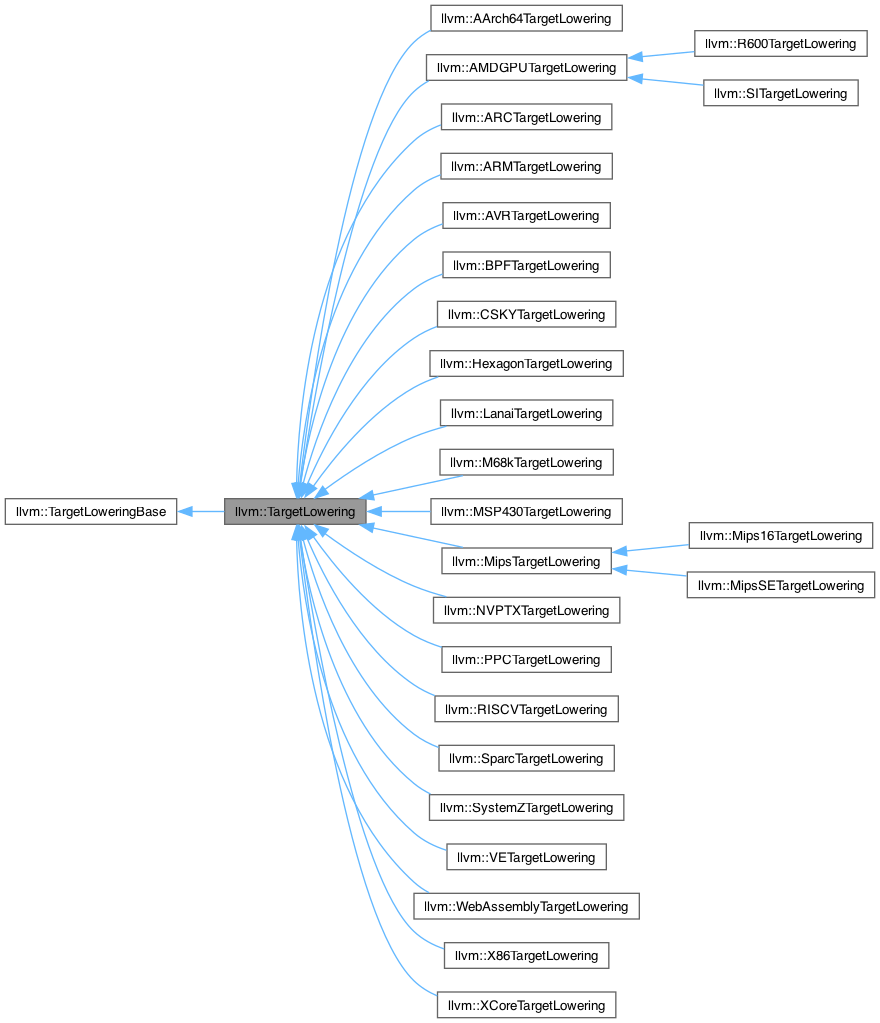 llvm::AArch64TargetLowering
llvm::R600TargetLowering
llvm::AMDGPUTargetLowering
llvm::SITargetLowering
llvm::ARCTargetLowering
llvm::ARMTargetLowering
llvm::AVRTargetLowering
llvm::BPFTargetLowering
llvm::CSKYTargetLowering
llvm::HexagonTargetLowering
llvm::LanaiTargetLowering
llvm::M68kTargetLowering
llvm::TargetLoweringBase
llvm::TargetLowering
llvm::MSP430TargetLowering
llvm::Mips16TargetLowering
llvm::MipsTargetLowering
llvm::MipsSETargetLowering
llvm::NVPTXTargetLowering
llvm::PPCTargetLowering
llvm::RISCVTargetLowering
llvm::SparcTargetLowering
llvm::SystemZTargetLowering
llvm::VETargetLowering
llvm::WebAssemblyTargetLowering
llvm::X86TargetLowering
llvm::XCoreTargetLowering